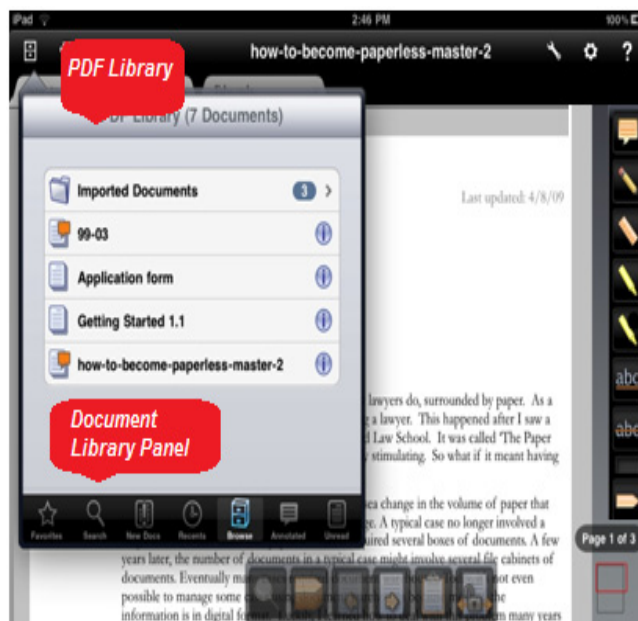 iPad 2:46 PM 100%
how-to-become-paperless-master-2 ?
PDF Library
PDF Library (7 Documents)
Imported Documents 3 >
99-03
Application form
Getting Started 1.1
how-to-become-paperless-master-2
Document
Library Panel
Favorites Search New Docs Recents Browse Annotated Unread
Last updated: 4/8/09
lawyers do, surrounded by paper. As a
a lawyer. This happened after I saw a
Law School. It was called 'The Paper
stimulating. So what if it meant having
sea change in the volume of paper that
A typical case no longer involved a
several boxes of documents. A few
years later, the number of documents in a typical case might involve several file cabinets of
documents. Eventually
not even
possible to manage some
information is in digital
many years
abc
abc
Page 1 of 3